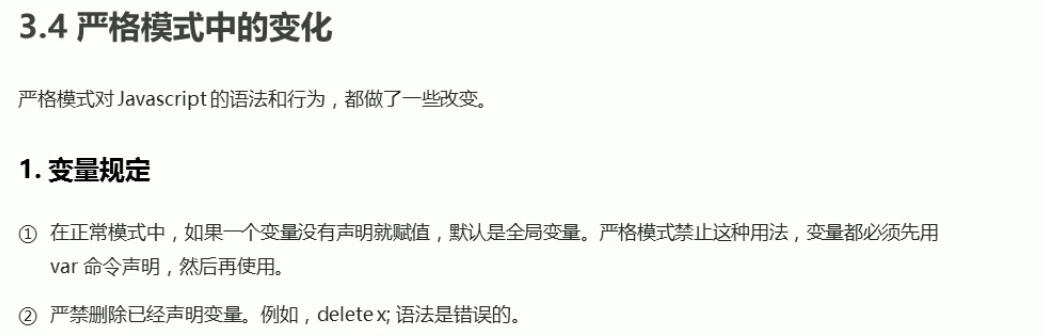 3.4 严格模式中的变化
严格模式对 Javascript 的语法和行为，都做了一些改变。
1. 变量规定
① 在正常模式中，如果一个变量没有声明就赋值，默认是全局变量。严格模式禁止这种用法，变量都必须先用
var 命令声明，然后再使用。
② 严禁删除已经声明变量。例如，delete x; 语法是错误的。